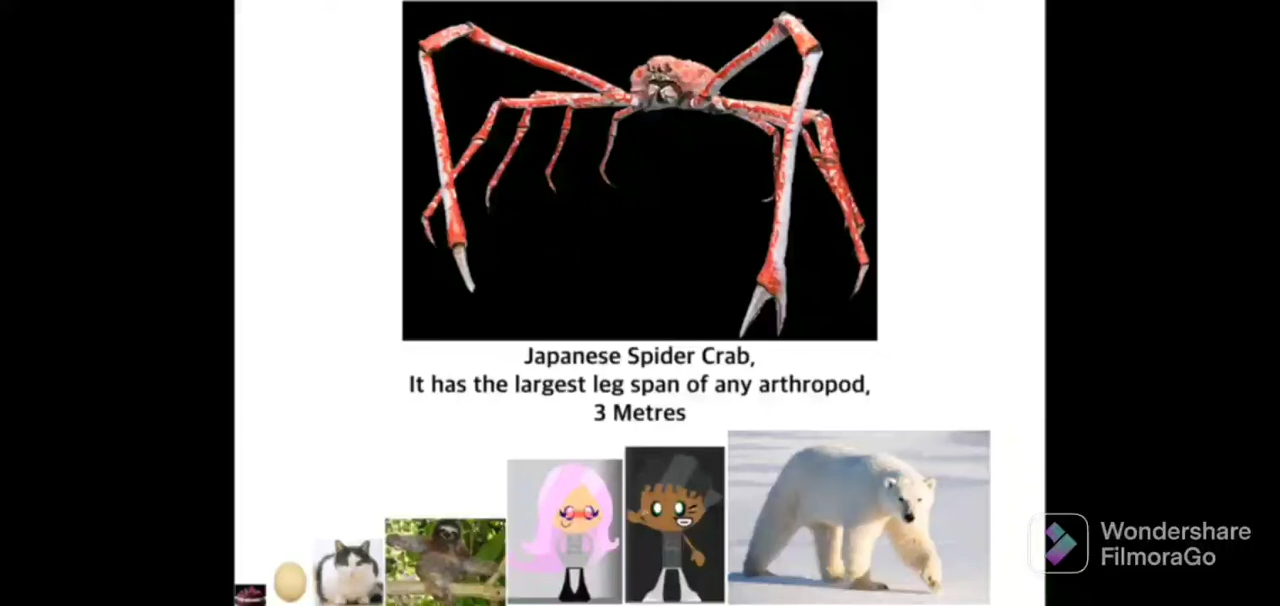 Japanese Spider Crab,
It has the largest leg span of any arthropod,
3 Metres
Wondershare
FilmoraGo